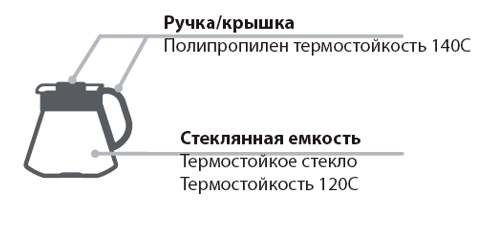 Ручка/крышка
Полипропилен термостойкость 140С
Стеклянная емкость
Термостойкое стекло
Термостойкость 120С